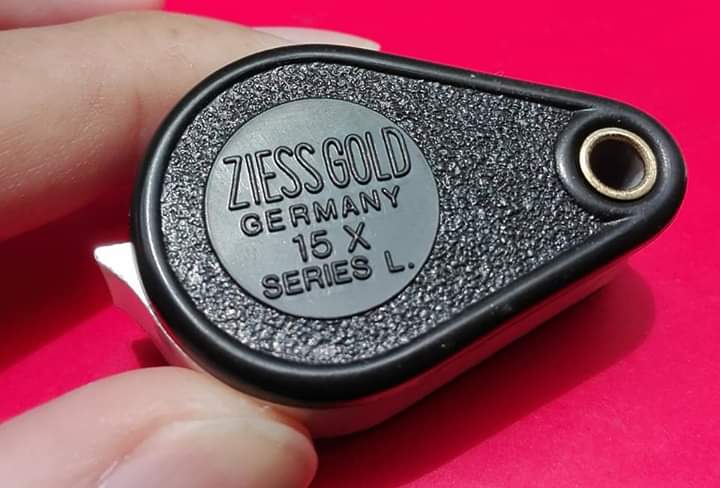 ZIESS GOLD
GERMANY
15 X
SERIES L.